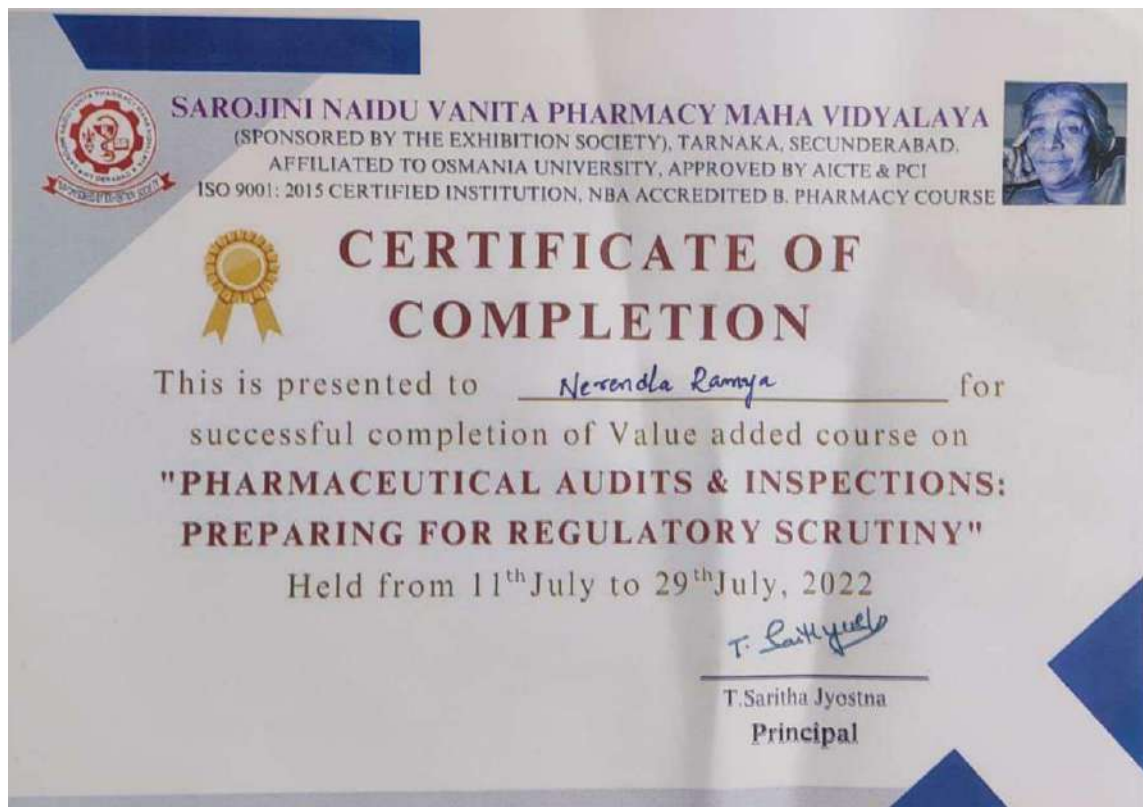 SAROJINI NAIDU VANITA PHARMACY MAHA VIDYALAYA
(SPONSORED BY THE EXHIBITION SOCIETY), TARNAKA, SECUNDERABAD.
AFFILIATED TO OSMANIA UNIVERSITY, APPROVED BY AICTE & PCI
ISO 9001: 2015 CERTIFIED INSTITUTION, NBA ACCREDITED B. PHARMACY COURSE
CERTIFICATE OF
COMPLETION
This is presented to Nerendla Ramya for
successful completion of Value added course on
"PHARMACEUTICAL AUDITS & INSPECTIONS:
PREPARING FOR REGULATORY SCRUTINY"
Held from 11th July to 29th July, 2022
T.Saritha Jyostna
Principal